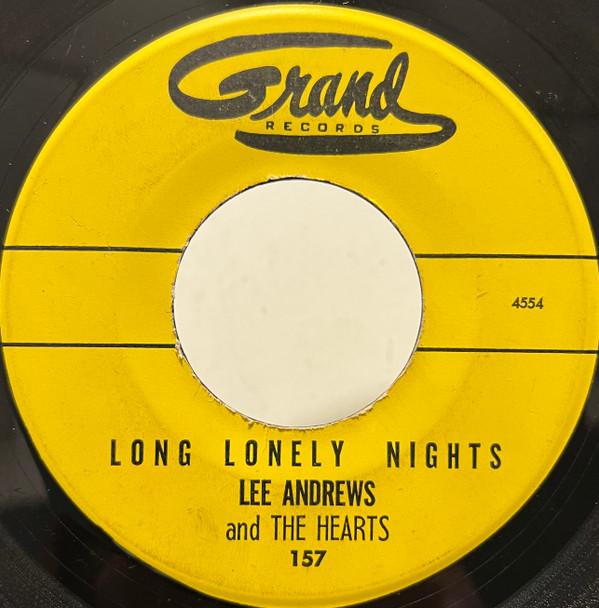 Grand
RECORDS
4554
LONG LONELY NIGHTS
LEE ANDREWS
and THE HEARTS
157